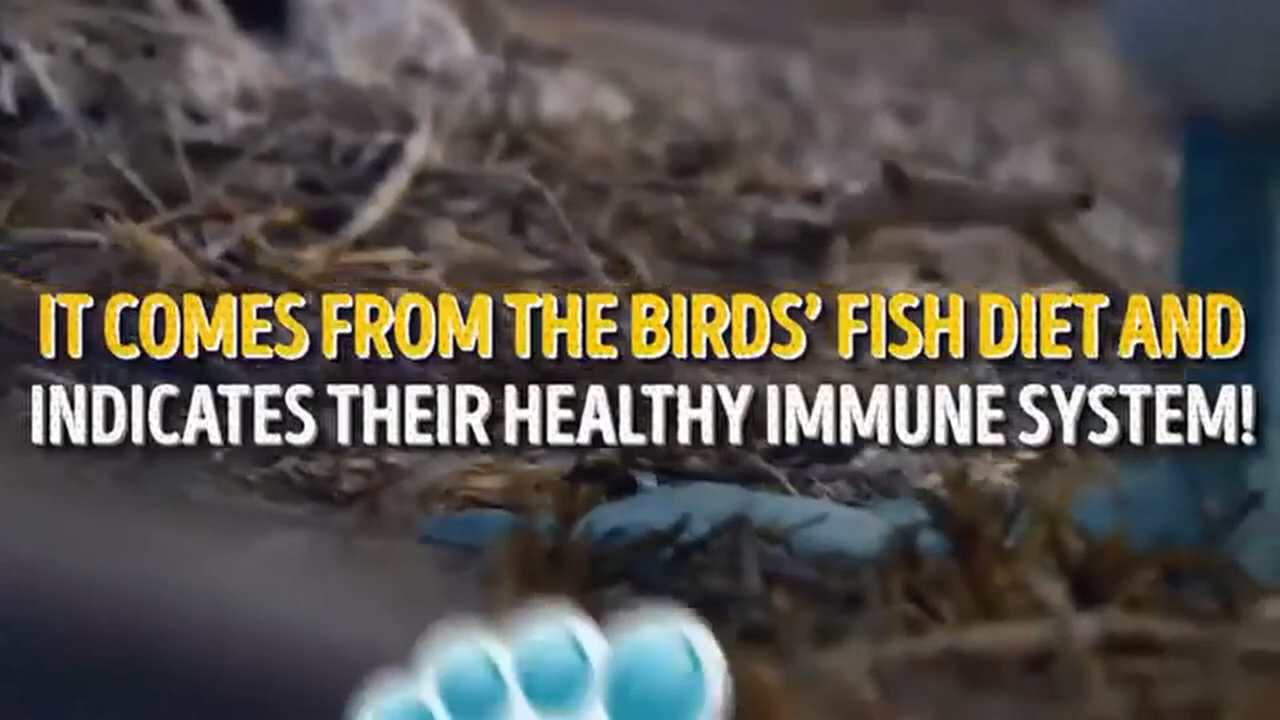 IT COMES FROM THE BIRDS’ FISH DIET AND
INDICATES THEIR HEALTHY IMMUNE SYSTEM!